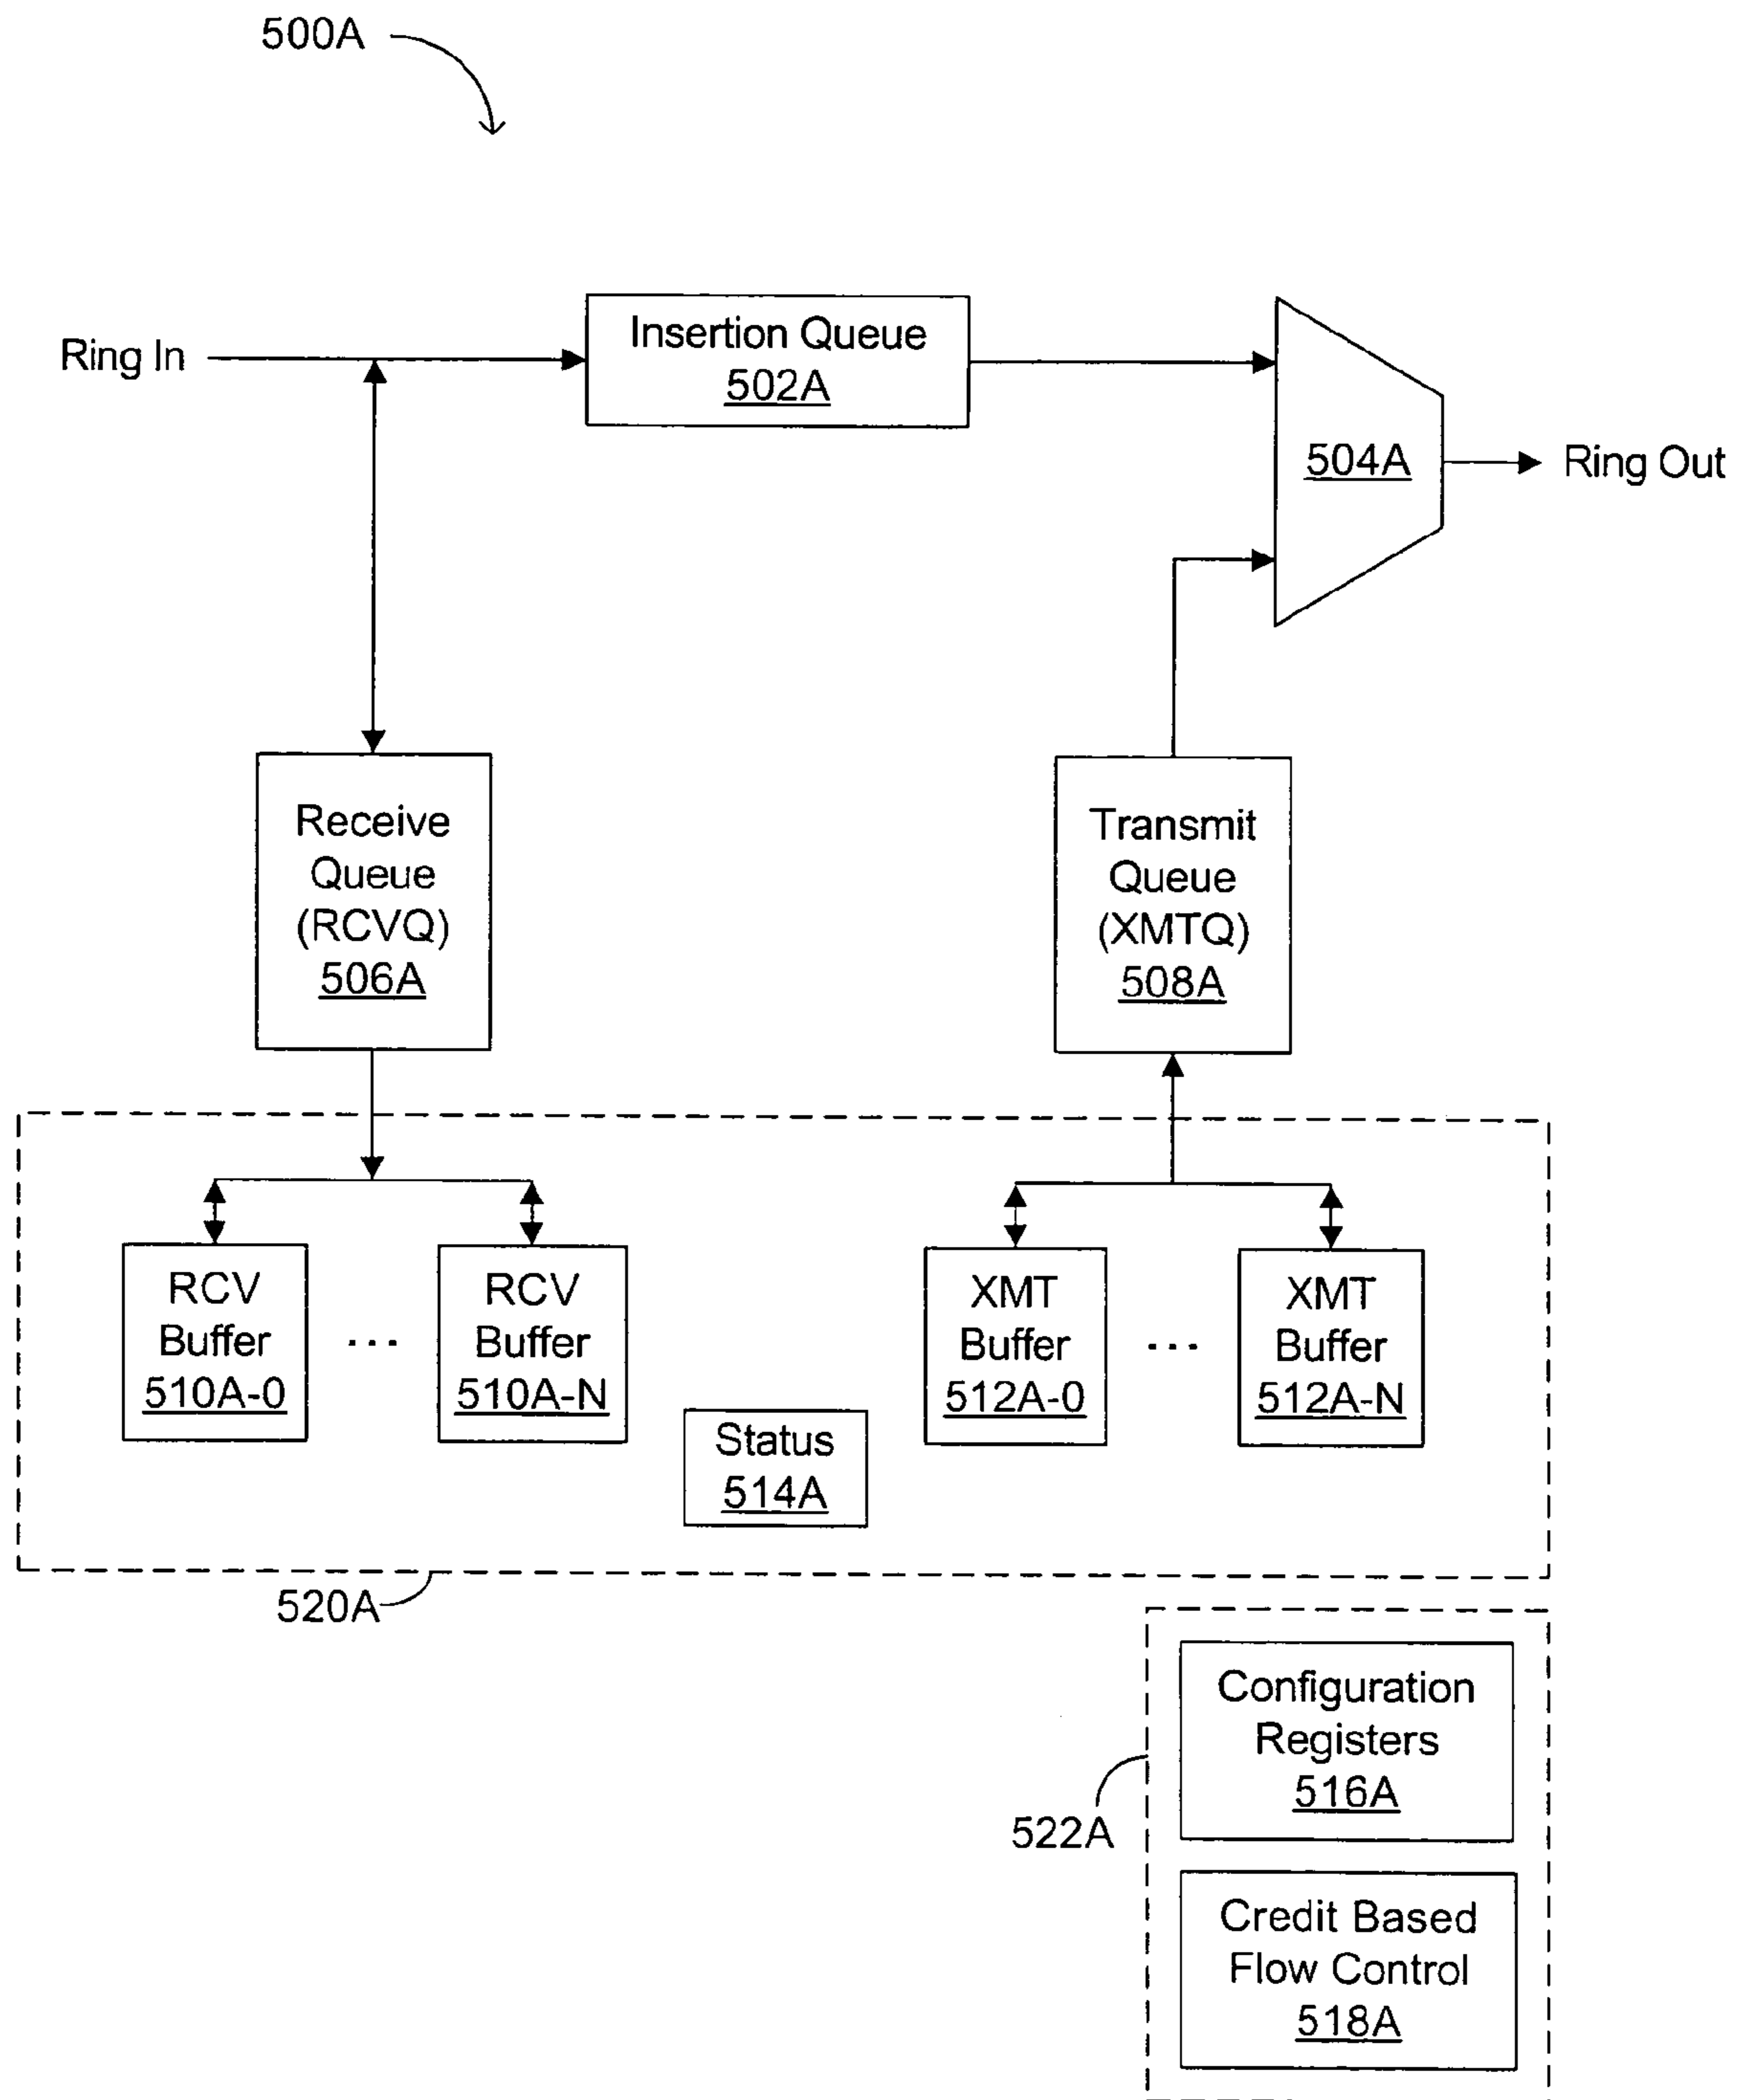 500A
Ring In
Insertion Queue
502A
504A
Ring Out
Receive
Queue
(RCVQ)
506A
Transmit
Queue
(XMTQ)
508A
RCV
Buffer
510A-0
...
RCV
Buffer
510A-N
Status
514A
XMT
Buffer
512A-0
...
XMT
Buffer
512A-N
520A
Configuration
Registers
516A
522A
Credit Based
Flow Control
518A